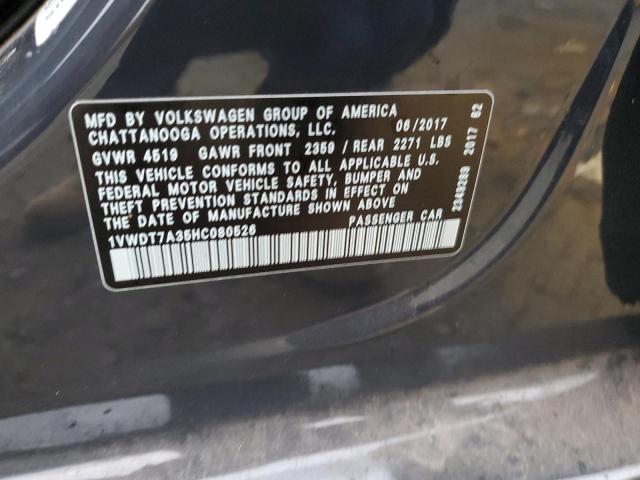 MFD BY VOLKSWAGEN GROUP OF AMERICA
CHATTANOOGA OPERATIONS, LLC. 06/2017
GVWR 4519 GAWR FRONT 2359 / REAR 2271 LBS
THIS VEHICLE CONFORMS TO ALL APPLICABLE U.S.
FEDERAL MOTOR VEHICLE SAFETY, BUMPER AND
THEFT PREVENTION STANDARDS IN EFFECT ON
THE DATE OF MANUFACTURE SHOWN ABOVE
1VWDT7A35HC080526 PASSENGER CAR
23493289 2017 62